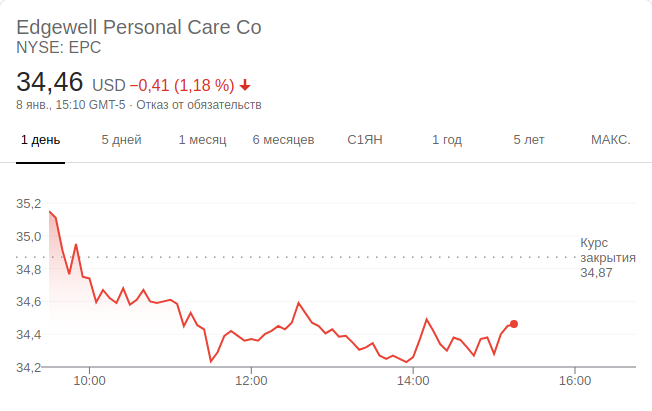 Edgewell Personal Care Co
NYSE: EPC
34,46 USD −0,41 (1,18 %)
8 янв., 15:10 GMT-5 · Отказ от обязательств
1 день 5 дней 1 месяц 6 месяцев С1ЯН 1 год 5 лет МАКС.
35,2
35,0
34,8
34,6
34,4
34,2
Курс
закрытия
34,87
10:00 12:00 14:00 16:00